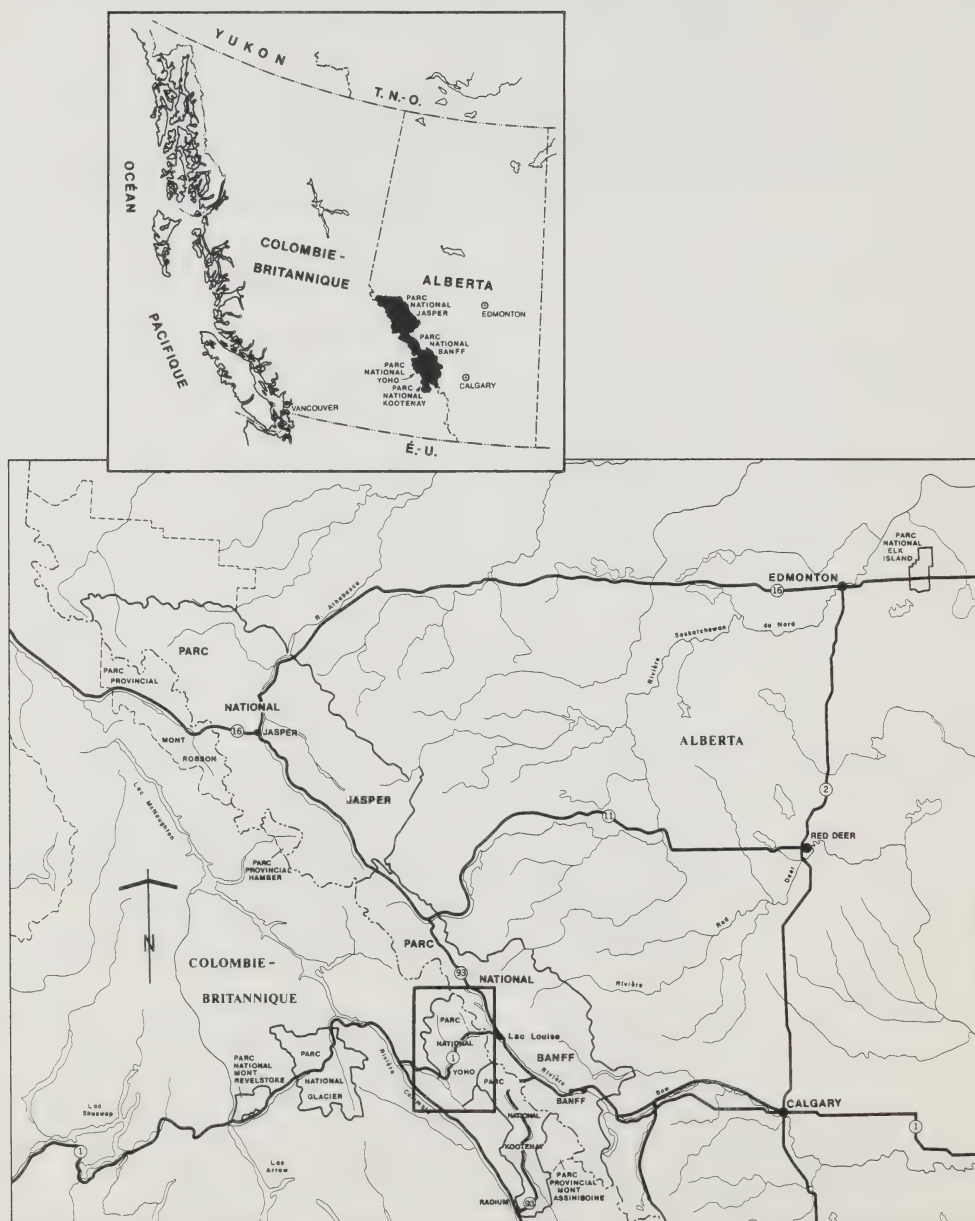 YUKON
T. N.-O.
OCÉAN
PACIFIQUE
COLOMBIE-
BRITANNIQUE
ALBERTA
PARC
NATIONAL
JASPER
EDMONTON
PARC
NATIONAL
BANFF
PARC
NATIONAL
YOHO
PARC
NATIONAL
KOOTENAY
CALGARY
VANCOUVER
É.-U.
PARC
NATIONAL
ELK
ISLAND
EDMONTON
16
R. Athabasca
Rivière Saskatchewan du Nord
PARC
NATIONAL
JASPER
PARC
PROVINCIAL
MONT
ROBSON
16
JASPER
ALBERTA
2
Lac McNaughton
11
RED DEER
PARC
PROVINCIAL
HAMBER
Rivière Red Deer
N
PARC
NATIONAL
BANFF
93
COLOMBIE-
BRITANNIQUE
PARC
NATIONAL
YOHO
1
Lac Louise
Rivière Bow
BANFF
PARC
NATIONAL
MONT
REVELSTOKE
PARC
NATIONAL
GLACIER
Rivière
PARC
NATIONAL
KOOTENAY
CALGARY
1
Lac
Shuswap
1
Lac
Arrow
PARC
PROVINCIAL
MONT
ASSINIBOINE
RADIUM
93